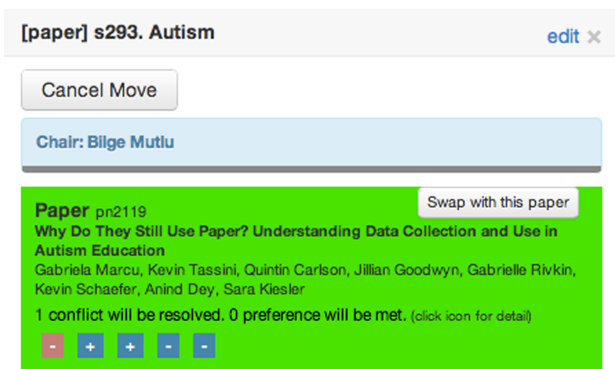 [paper] s293. Autism
edit ×
Cancel Move
Chair: Bilge Mutlu
Swap with this paper
Paper pn2119
Why Do They Still Use Paper? Understanding Data Collection and Use in
Autism Education
Gabriela Marcu, Kevin Tassini, Quintin Carlson, Jillian Goodwyn, Gabrielle Rivkin,
Kevin Schaefer, Anind Dey, Sara Kiesler
1 conflict will be resolved. 0 preference will be met. (click icon for detail)
- + + - -